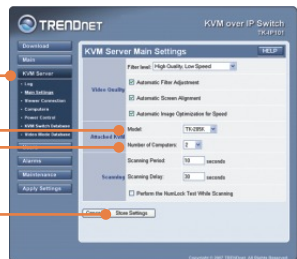 TRENDNET
KVM over IP Switch
TK-IP101
Download
Main
KVM Server
- Log
- Main Settings
- Viewer Connection
- Computers
- Power Control
- KVM Switch Database
- Video Mode Database
Alarms
Maintenance
Apply Settings
KVM Server Main Settings
HELP
Filter level: High Quality, Low Speed
Video Quality
Automatic Filter Adjustment
Automatic Screen Alignment
Automatic Image Optimization for Speed
Attached KVM
Model: TK-205K
Number of Computers: 2
Scanning
Scanning Period: 10 seconds
Scanning Delay: 30 seconds
Perform the NumLock Test While Scanning
Store Settings